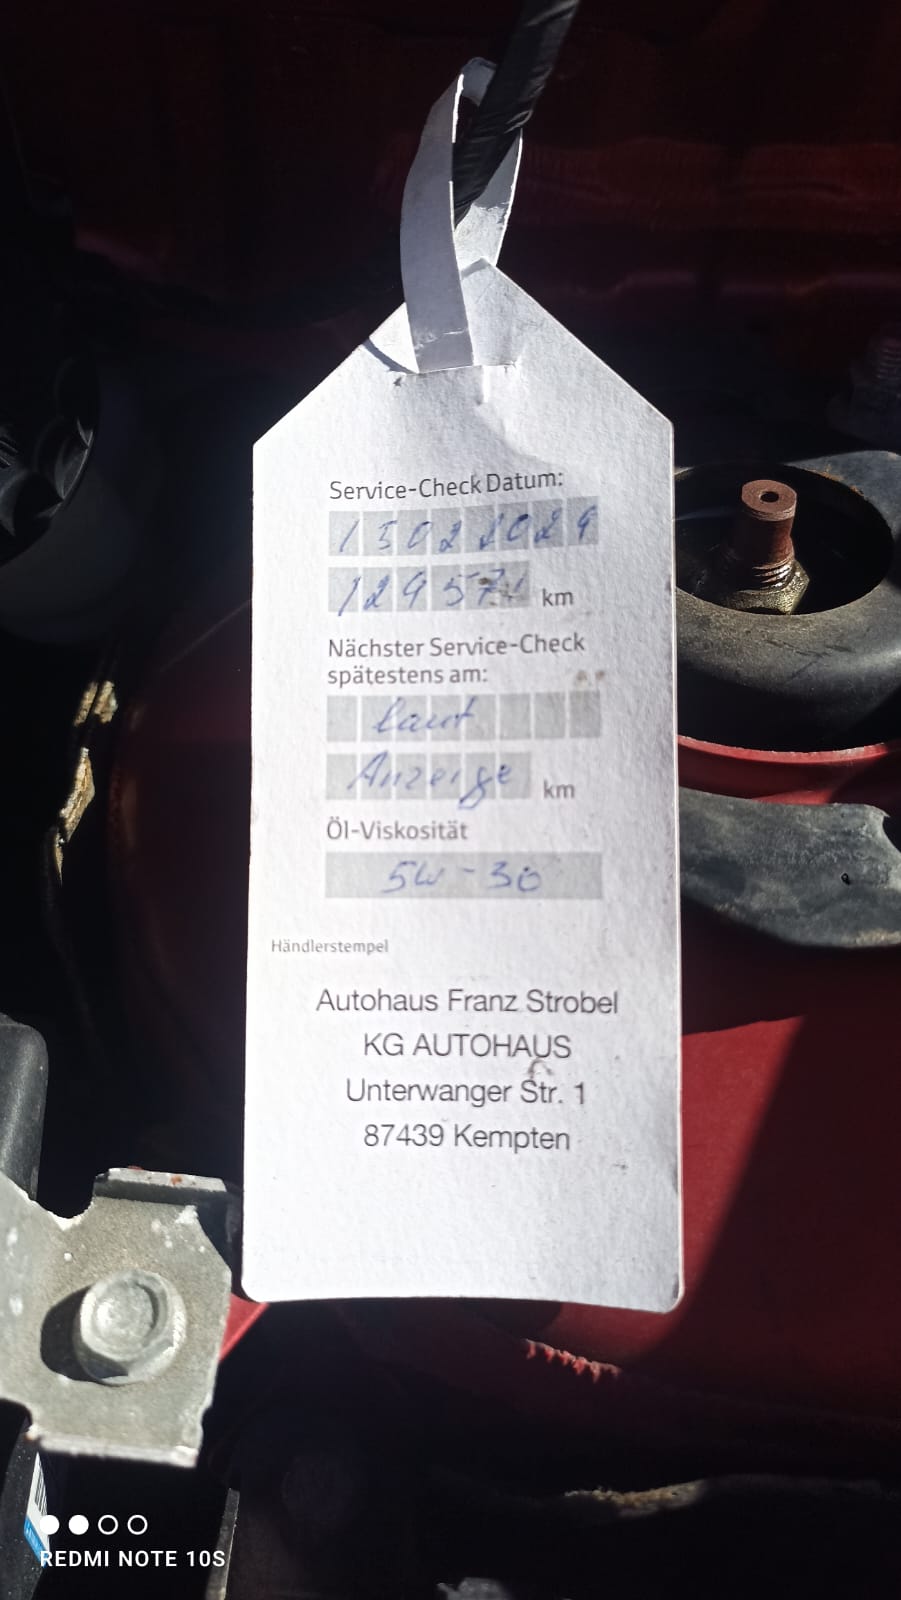 Service-Check Datum:
15022024
12957 km
Nächster Service-Check
spätestens am:
laut
Anzeige km
Öl-Viskosität
5W-30
Händlerstempel
Autohaus Franz Strobel
KG AUTOHAUS
Unterwanger Str. 1
87439 Kempten
REDMI NOTE 10S